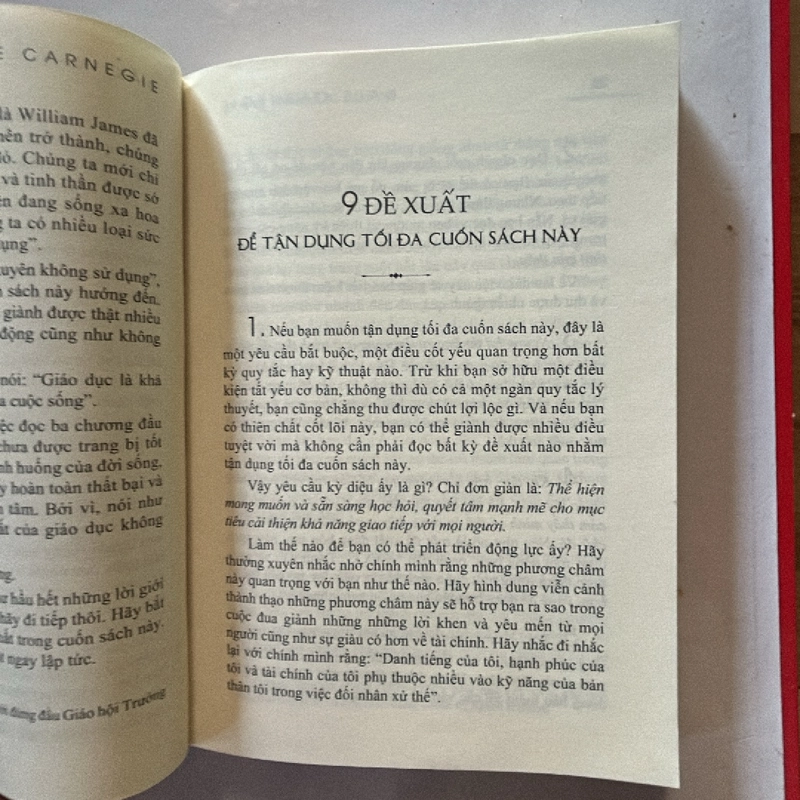 CARNEGIE
là William James đã
nên trở thành, chúng
Chúng ta mới chỉ
và tinh thần được sở
đang sống xa hoa
ta có nhiều loại sức
dụng”.
nguyên không sử dụng”,
sách này hướng đến.
giành được thật nhiều
động cũng như không
nói: “Giáo dục là khả
cuộc sống”.
việc đọc ba chương đầu
chưa được trang bị tốt
tình huống của đời sống,
hoàn toàn thất bại và
tâm. Bởi vì, nói như
của giáo dục không
hầu hết những lời giới
hãy đi tiếp thôi. Hãy bắt
trong cuốn sách này.
ngay lập tức.
đứng đầu Giáo hội Trưởng
9 ĐỀ XUẤT
ĐỂ TẬN DỤNG TỐI ĐA CUỐN SÁCH NÀY
1. Nếu bạn muốn tận dụng tối đa cuốn sách này, đây là
một yêu cầu bắt buộc, một điều cốt yếu quan trọng hơn bất
kỳ quy tắc hay kỹ thuật nào. Trừ khi bạn sở hữu một điều
kiện tất yếu cơ bản, không thì dù có cả một ngàn quy tắc lý
thuyết, bạn cũng chẳng thu được chút lợi lộc gì. Và nếu bạn
có thiên chất cốt lõi này, bạn có thể giành được nhiều điều
tuyệt vời mà không cần phải đọc bất kỳ đề xuất nào nhằm
tận dụng tối đa cuốn sách này.
Vậy yêu cầu kỳ diệu ấy là gì? Chỉ đơn giản là: Thể hiện
mong muốn và sẵn sàng học hỏi, quyết tâm mạnh mẽ cho mục
tiêu cải thiện khả năng giao tiếp với mọi người.
Làm thế nào để bạn có thể phát triển động lực ấy? Hãy
thường xuyên nhắc nhở chính mình rằng những phương châm
này quan trọng với bạn như thế nào. Hãy hình dung viễn cảnh
thành thạo những phương châm này sẽ hỗ trợ bạn ra sao trong
cuộc đua giành những những lời khen và yêu mến từ mọi
người cũng như sự giàu có hơn về tài chính. Hãy nhắc đi nhắc
lại với chính mình rằng: “Danh tiếng của tôi, hạnh phúc của
tôi và tài chính của tôi phụ thuộc nhiều vào kỹ năng của bản
thân tôi trong việc đối nhân xử thế”.